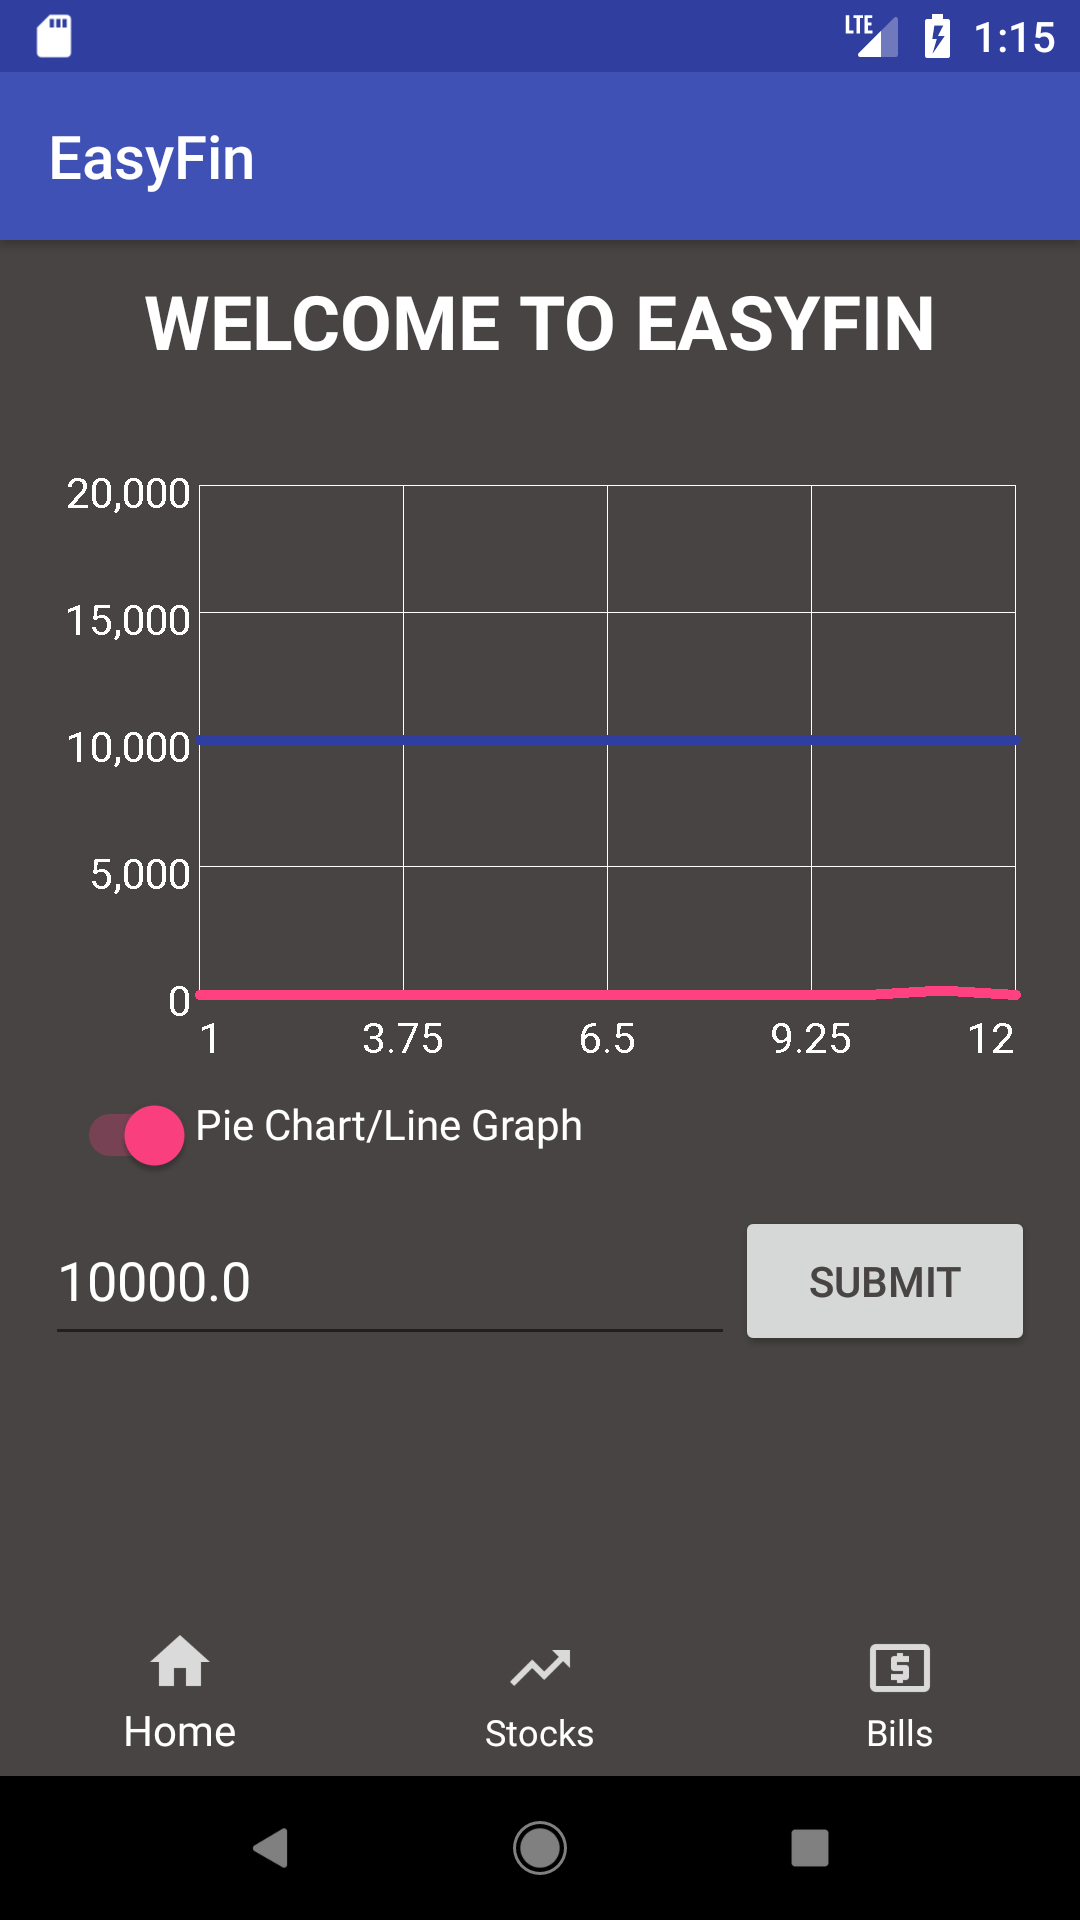 LTE 1:15
EasyFin
WELCOME TO EASYFIN
20,000
15,000
10,000
5,000
0
1 3.75 6.5 9.25 12
Pie Chart/Line Graph
10000.0 SUBMIT
Home Stocks Bills